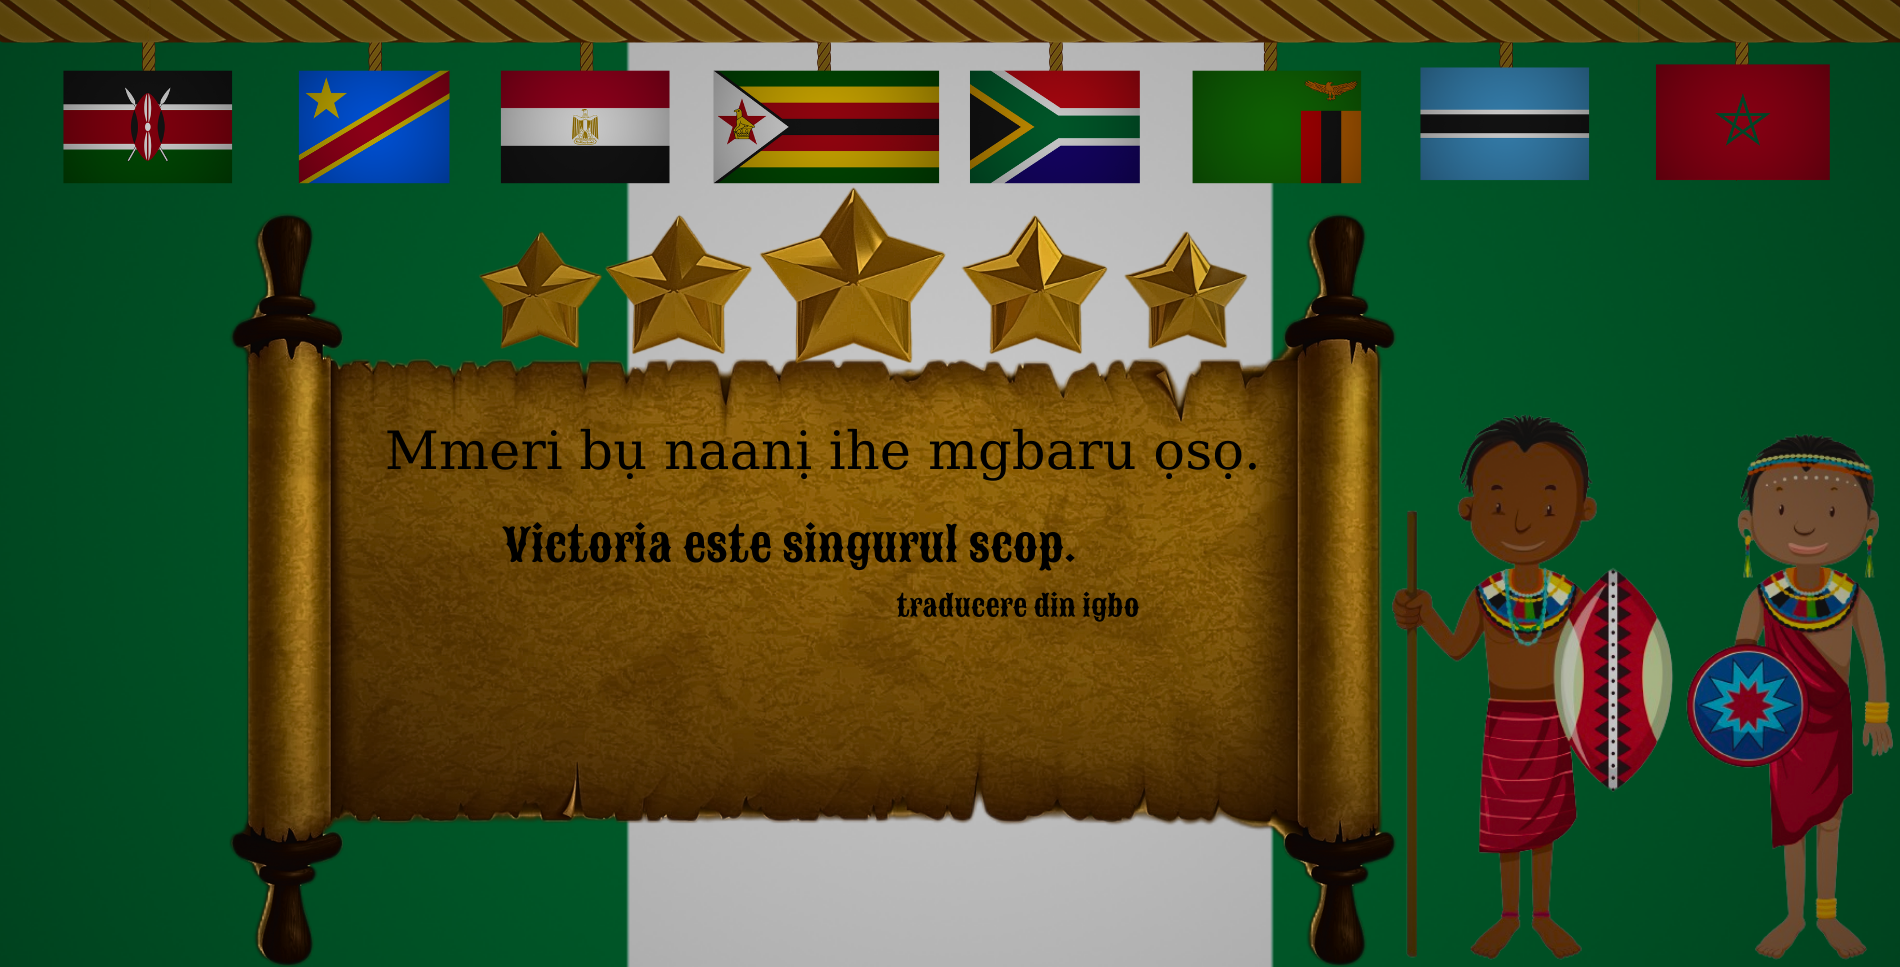 Mmeri bụ naanị ihe mgbaru ọsọ.
Victoria este singurul scop.
traducere din igbo